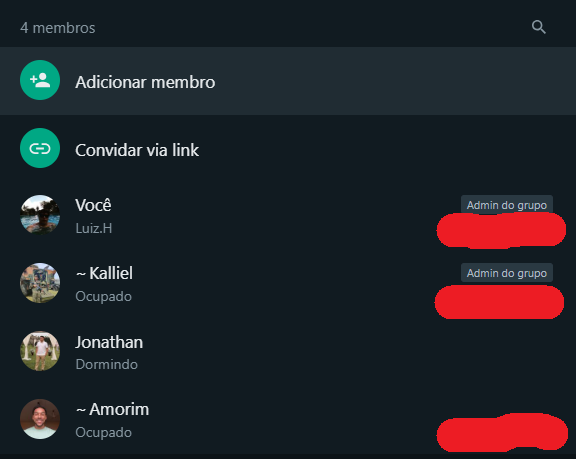 4 membros
Adicionar membro
Convidar via link
Você
Admin do grupo
Luiz.H
~ Kalliel
Admin do grupo
Ocupado
Jonathan
Dormindo
~ Amorim
Ocupado